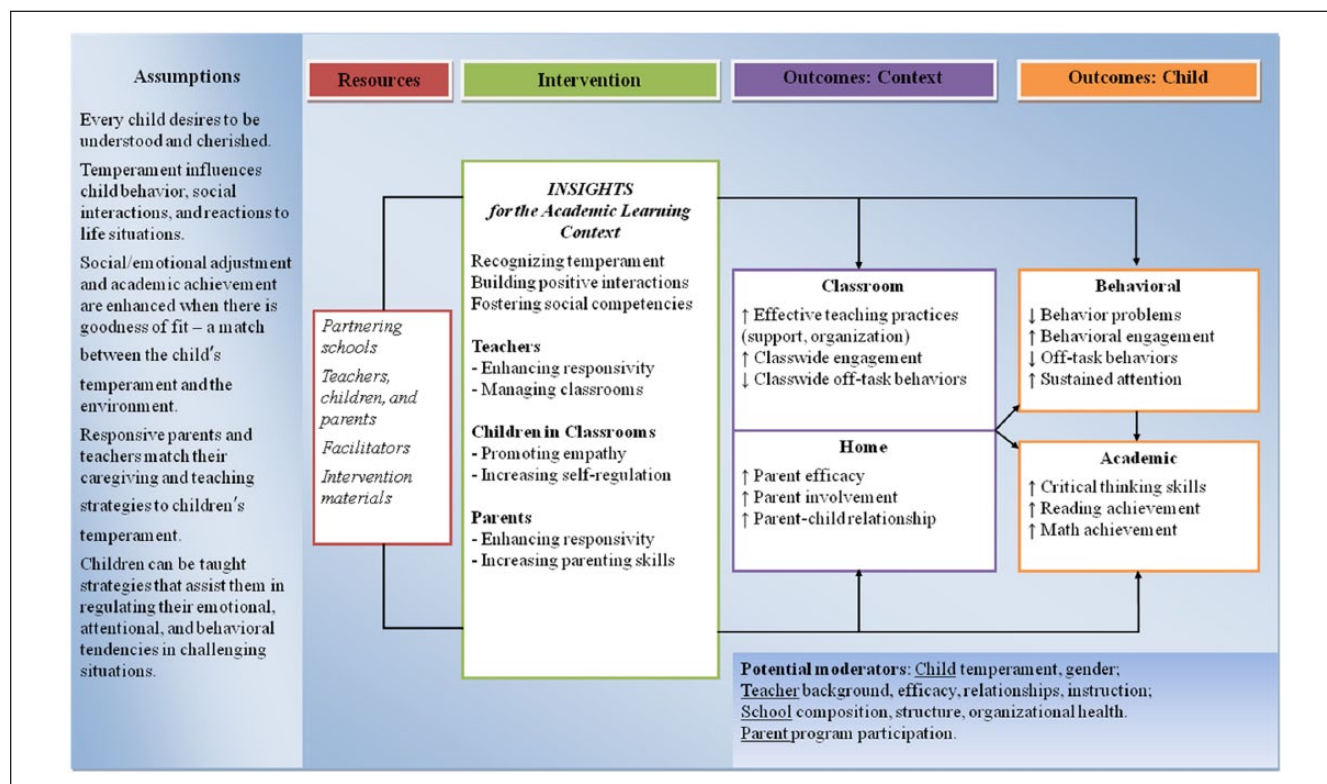 Assumptions
Every child desires to be
understood and cherished.
Temperament influences
child behavior, social
interactions, and reactions to
life situations.
Social/emotional adjustment
and academic achievement
are enhanced when there is
goodness of fit – a match
between the child's
temperament and the
environment.
Responsive parents and
teachers match their
caregiving and teaching
strategies to children's
temperament.
Children can be taught
strategies that assist them in
regulating their emotional,
attentional, and behavioral
tendencies in challenging
situations.
Resources
Partnering
schools
Teachers,
children, and
parents
Facilitators
Intervention
materials
Intervention
INSIGHTS
for the Academic Learning
Context
Recognizing temperament
Building positive interactions
Fostering social competencies
Teachers
- Enhancing responsivity
- Managing classrooms
Children in Classrooms
- Promoting empathy
- Increasing self-regulation
Parents
- Enhancing responsivity
- Increasing parenting skills
Outcomes: Context
Classroom
↑ Effective teaching practices
(support, organization)
↑ Classwide engagement
↓ Classwide off-task behaviors
Home
↑ Parent efficacy
↑ Parent involvement
↑ Parent-child relationship
Outcomes: Child
Behavioral
↓ Behavior problems
↑ Behavioral engagement
↓ Off-task behaviors
↑ Sustained attention
Academic
↑ Critical thinking skills
↑ Reading achievement
↑ Math achievement
Potential moderators: Child temperament, gender;
Teacher background, efficacy, relationships, instruction;
School composition, structure, organizational health.
Parent program participation.